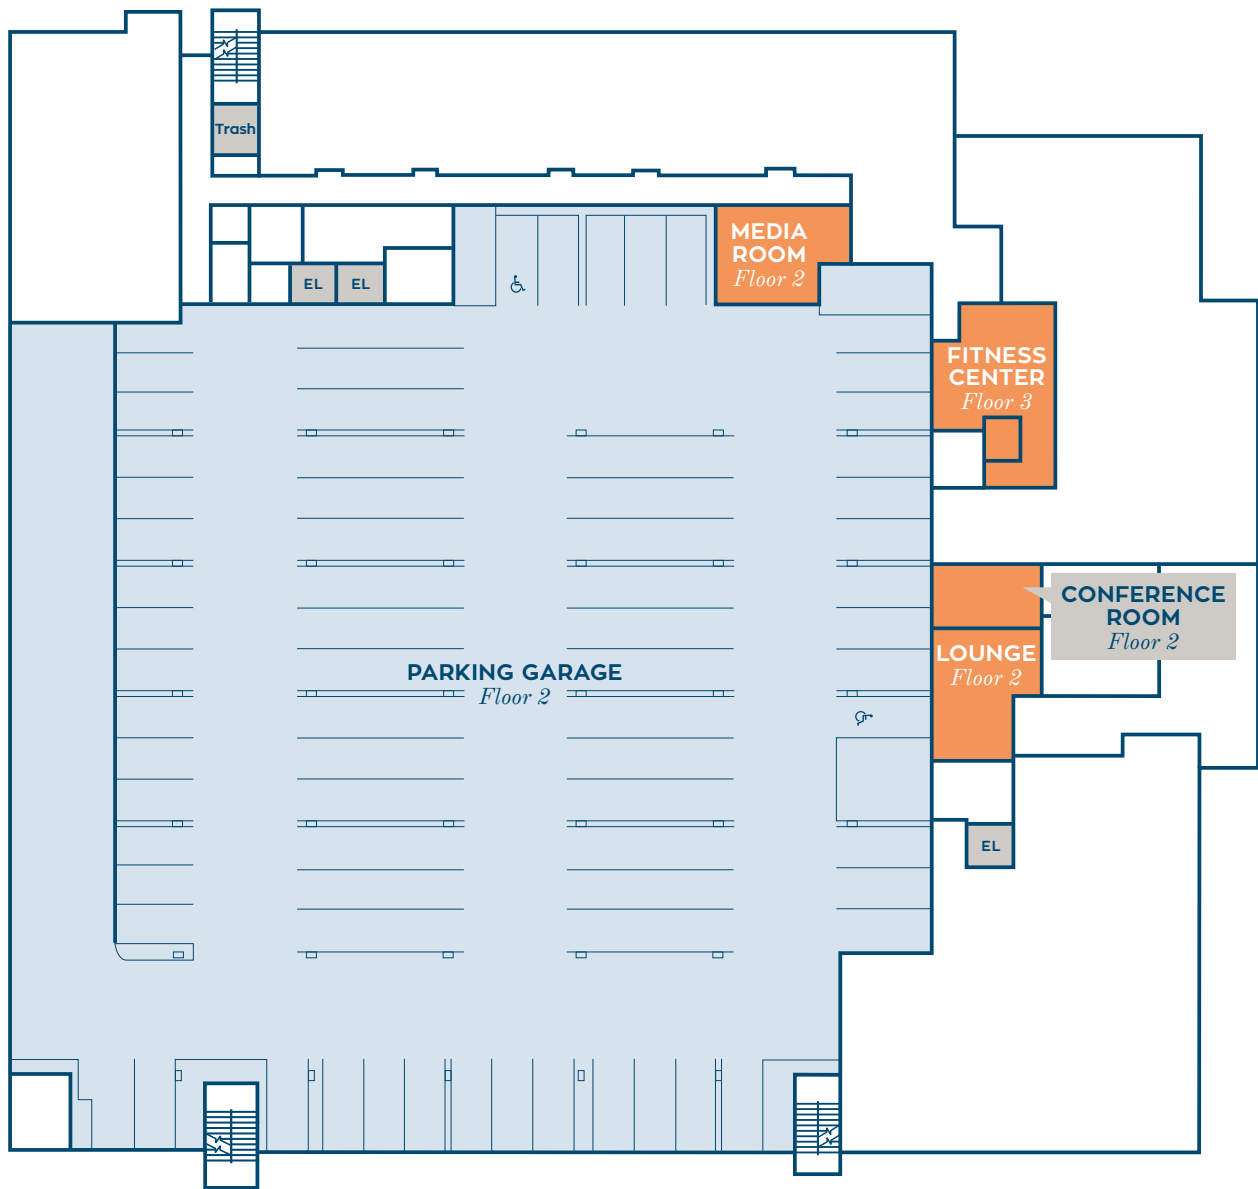 Trash
MEDIA
ROOM
Floor 2
EL
EL
FITNESS
CENTER
Floor 3
CONFERENCE
ROOM
Floor 2
LOUNGE
Floor 2
PARKING GARAGE
Floor 2
EL